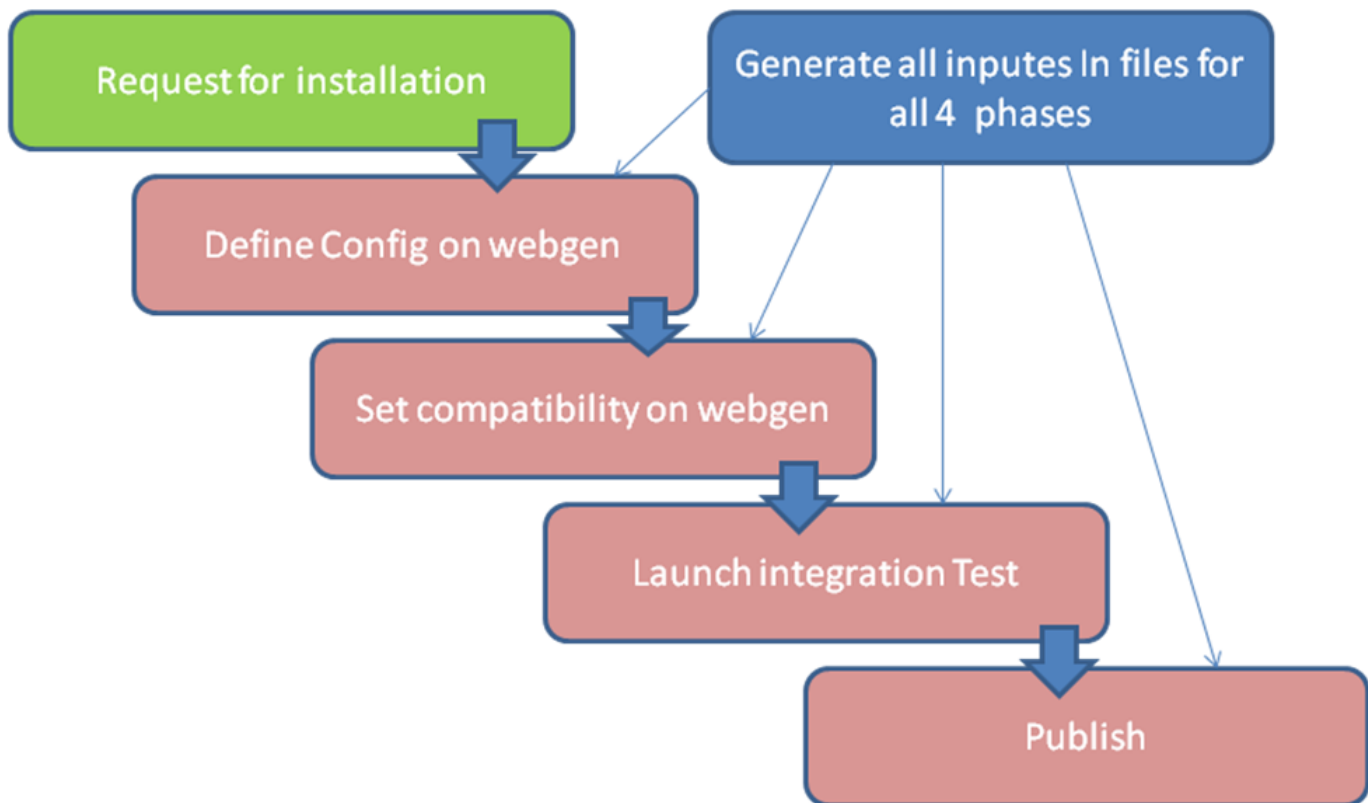 Request for installation
Generate all inputes In files for
all 4 phases
Define Config on webgen
Set compatibility on webgen
Launch integration Test
Publish